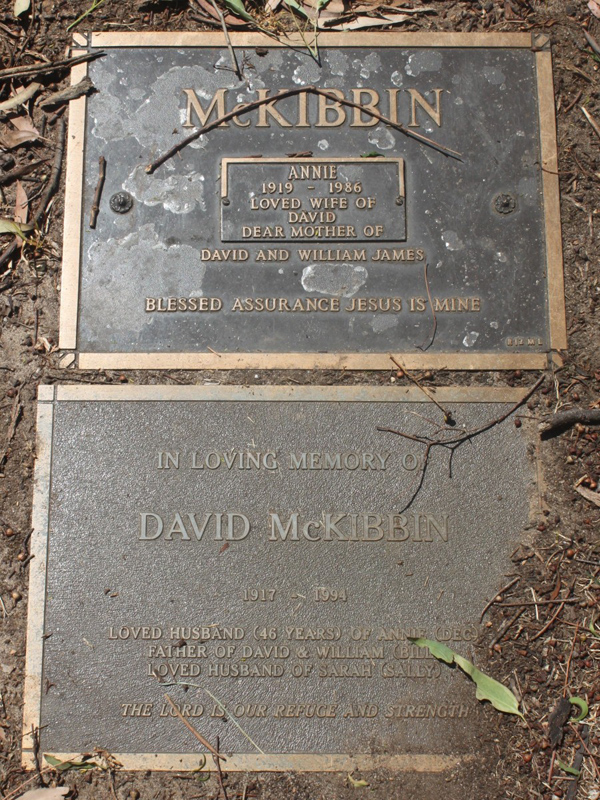 McKIBBIN
ANNIE
1919 - 1986
LOVED WIFE OF
DAVID
DEAR MOTHER OF
DAVID AND WILLIAM JAMES
BLESSED ASSURANCE JESUS IS MINE
IN LOVING MEMORY OF
DAVID McKIBBIN
1917 - 1994
LOVED HUSBAND (46 YEARS) OF ANNIE (DEC)
FATHER OF DAVID & WILLIAM (BILL)
LOVED HUSBAND OF SARAH (SALLY)
THE LORD IS OUR REFUGE AND STRENGTH